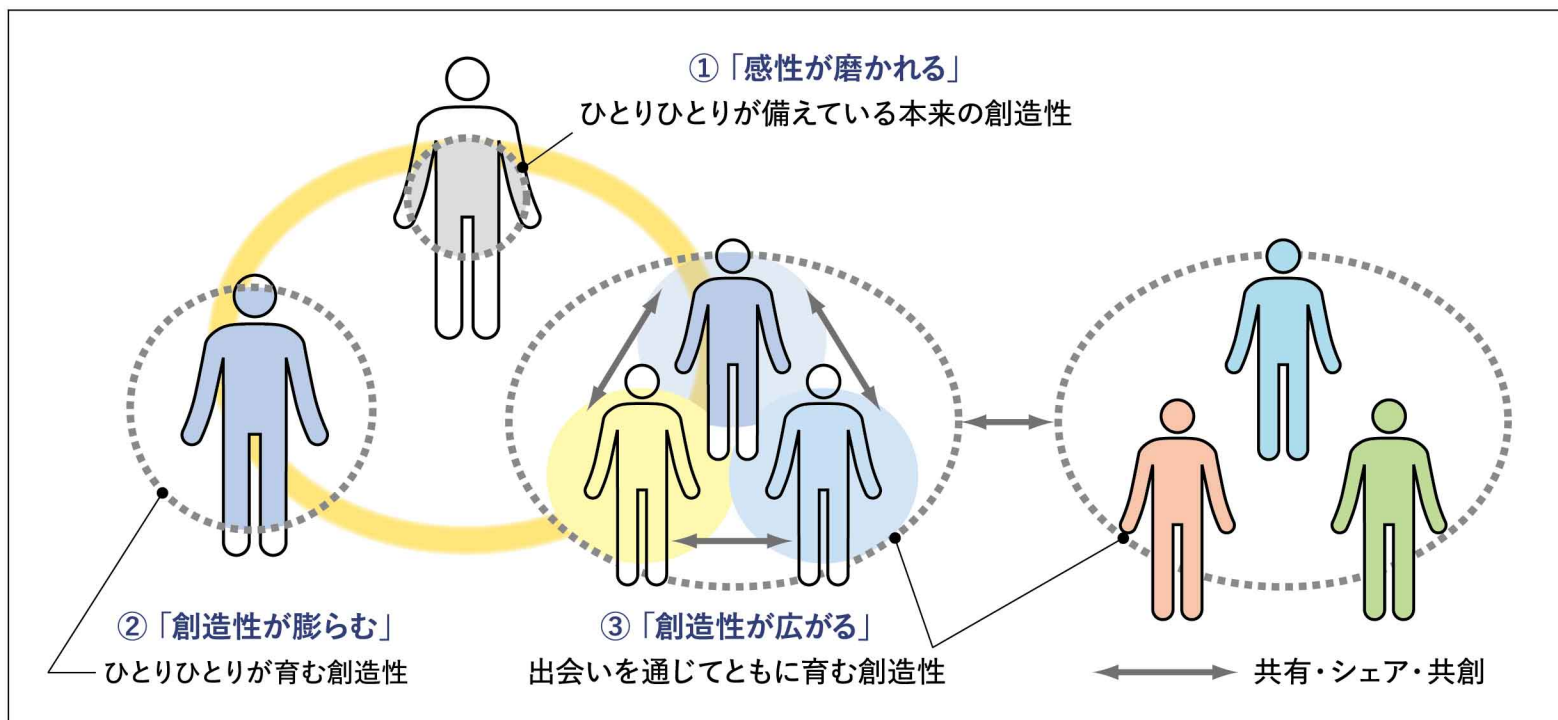 ①「感性が磨かれる」
ひとりひとりが備えている本来の創造性
②「創造性が膨らむ」
ひとりひとりが育む創造性
③「創造性が広がる」
出会いを通じてともに育む創造性
共有・シェア・共創